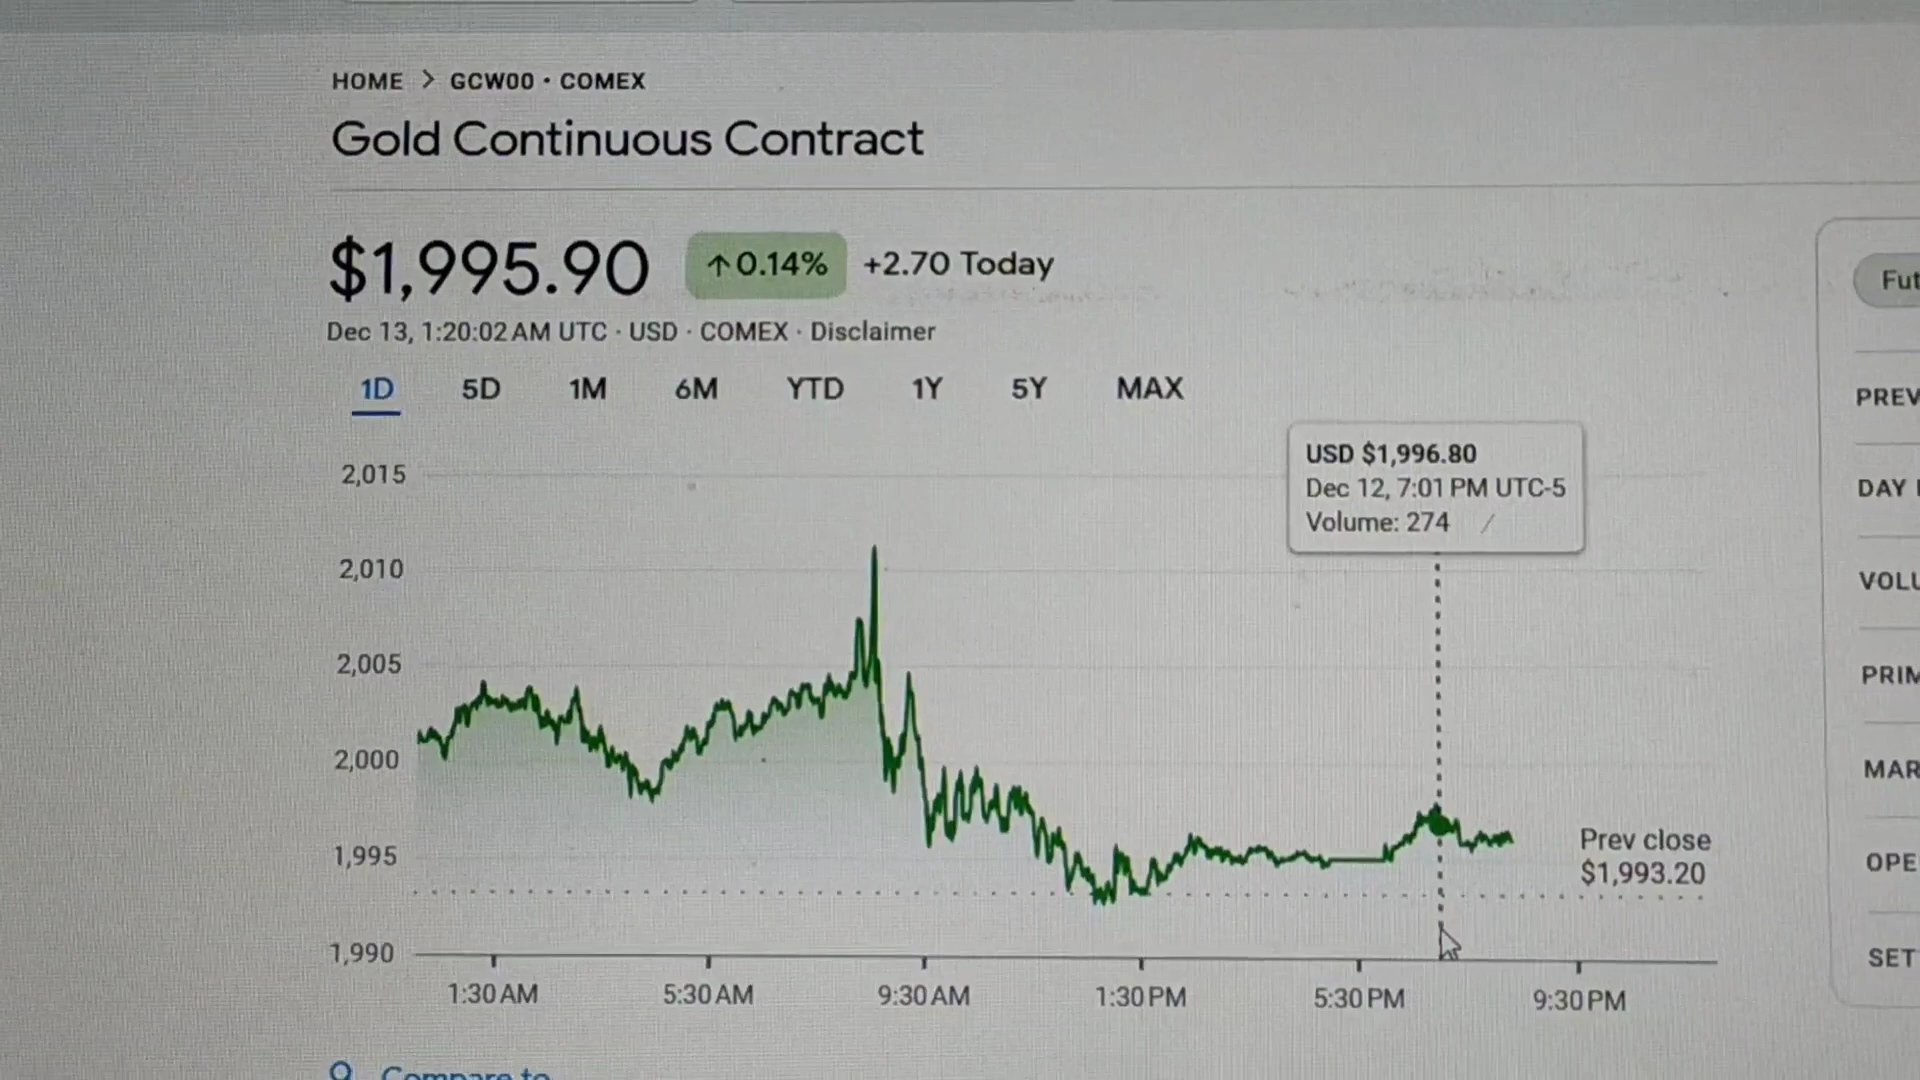 HOME > GCW00 · COMEX
Gold Continuous Contract
$1,995.90 ↑0.14% +2.70 Today
Dec 13, 1:20:02 AM UTC · USD · COMEX · Disclaimer
1D 5D 1M 6M YTD 1Y 5Y MAX
USD $1,996.80
Dec 12, 7:01 PM UTC-5
Volume: 274
2,015
2,010
2,005
2,000
1,995
1,990
Prev close
$1,993.20
1:30 AM 5:30 AM 9:30 AM 1:30 PM 5:30 PM 9:30 PM
Fut
PREV
DAY
VOLU
PRIM
MAR
OPE
SET
Compare to